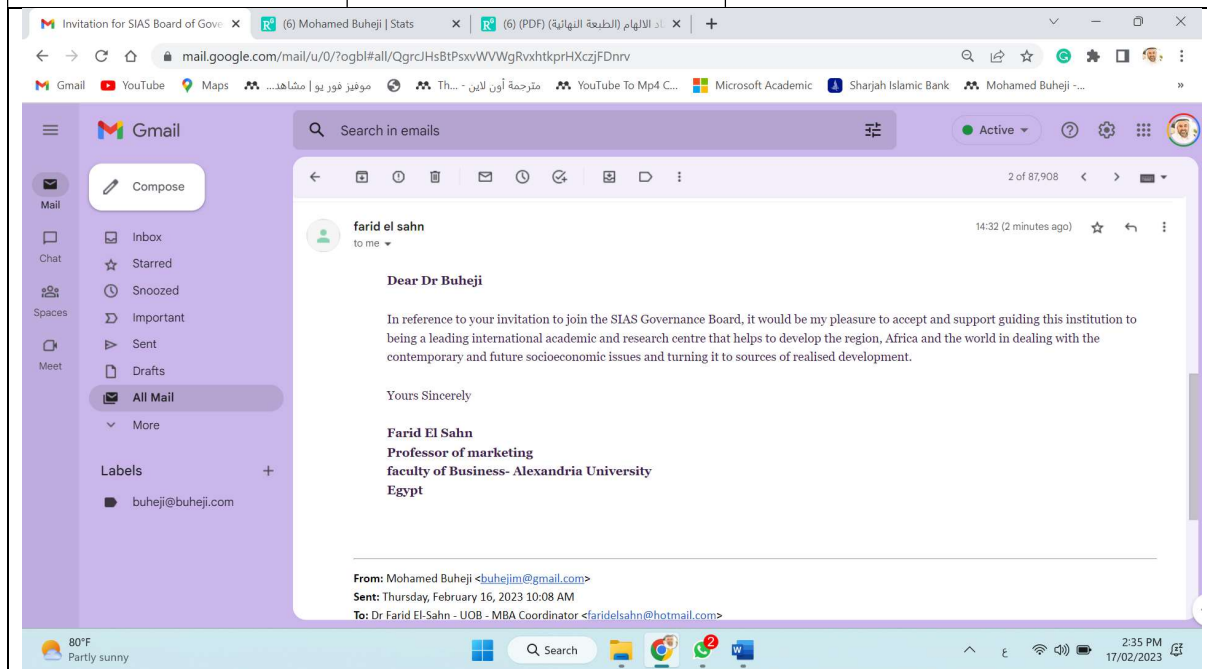 Invitation for SIAS Board of Gove
(6) Mohamed Buheji | Stats
(6) (PDF) اد الالهام (الطبعة النهائية)
mail.google.com/mail/u/0/?ogbl#all/QgrcJHsBtPsxvWVWgRvxhtkprHXczjFDnrv
Gmail
YouTube
Maps
موفيز فور يو | مشاهد...
مترجمة أون لاين - Th...
YouTube To Mp4 C...
Microsoft Academic
Sharjah Islamic Bank
Mohamed Buheji -...
»
Gmail
Search in emails
Active
Mail
Chat
Spaces
Meet
Compose
Inbox
Starred
Snoozed
Important
Sent
Drafts
All Mail
More
Labels
buheji@buheji.com
2 of 87,908
farid el sahn
14:32 (2 minutes ago)
to me
Dear Dr Buheji
In reference to your invitation to join the SIAS Governance Board, it would be my pleasure to accept and support guiding this institution to
being a leading international academic and research centre that helps to develop the region, Africa and the world in dealing with the
contemporary and future socioeconomic issues and turning it to sources of realised development.
Yours Sincerely
Farid El Sahn
Professor of marketing
faculty of Business- Alexandria University
Egypt
From: Mohamed Buheji <buhejim@gmail.com>
Sent: Thursday, February 16, 2023 10:08 AM
To: Dr Farid El-Sahn - UOB - MBA Coordinator <faridelsahn@hotmail.com>
80°F
Partly sunny
Search
2
ع
2:35 PM
17/02/2023